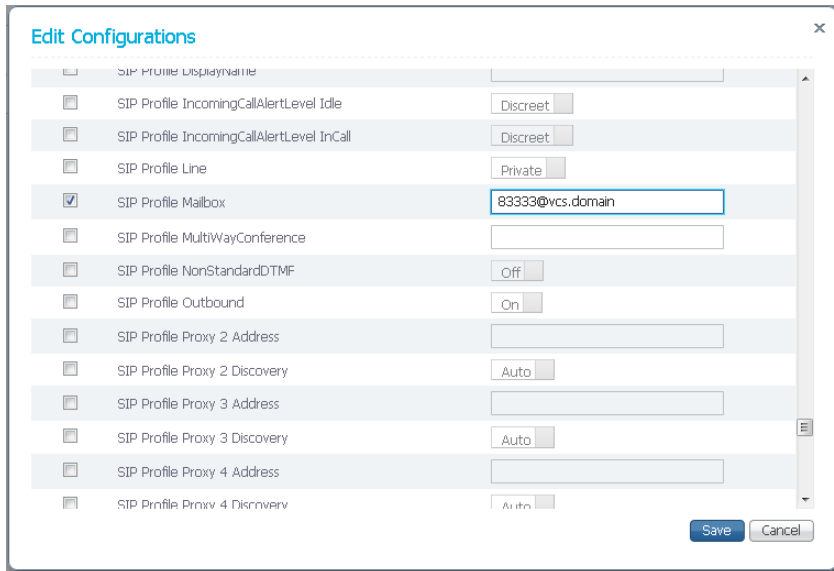 Edit Configurations
SIP Profile DisplayName
SIP Profile IncomingCallAlertLevel Idle Discreet
SIP Profile IncomingCallAlertLevel InCall Discreet
SIP Profile Line Private
SIP Profile Mailbox 83333@vcs.domain
SIP Profile MultiWayConference
SIP Profile NonStandardDTMF Off
SIP Profile Outbound On
SIP Profile Proxy 2 Address
SIP Profile Proxy 2 Discovery Auto
SIP Profile Proxy 3 Address
SIP Profile Proxy 3 Discovery Auto
SIP Profile Proxy 4 Address
SIP Profile Proxy 4 Discovery Auto
Save Cancel